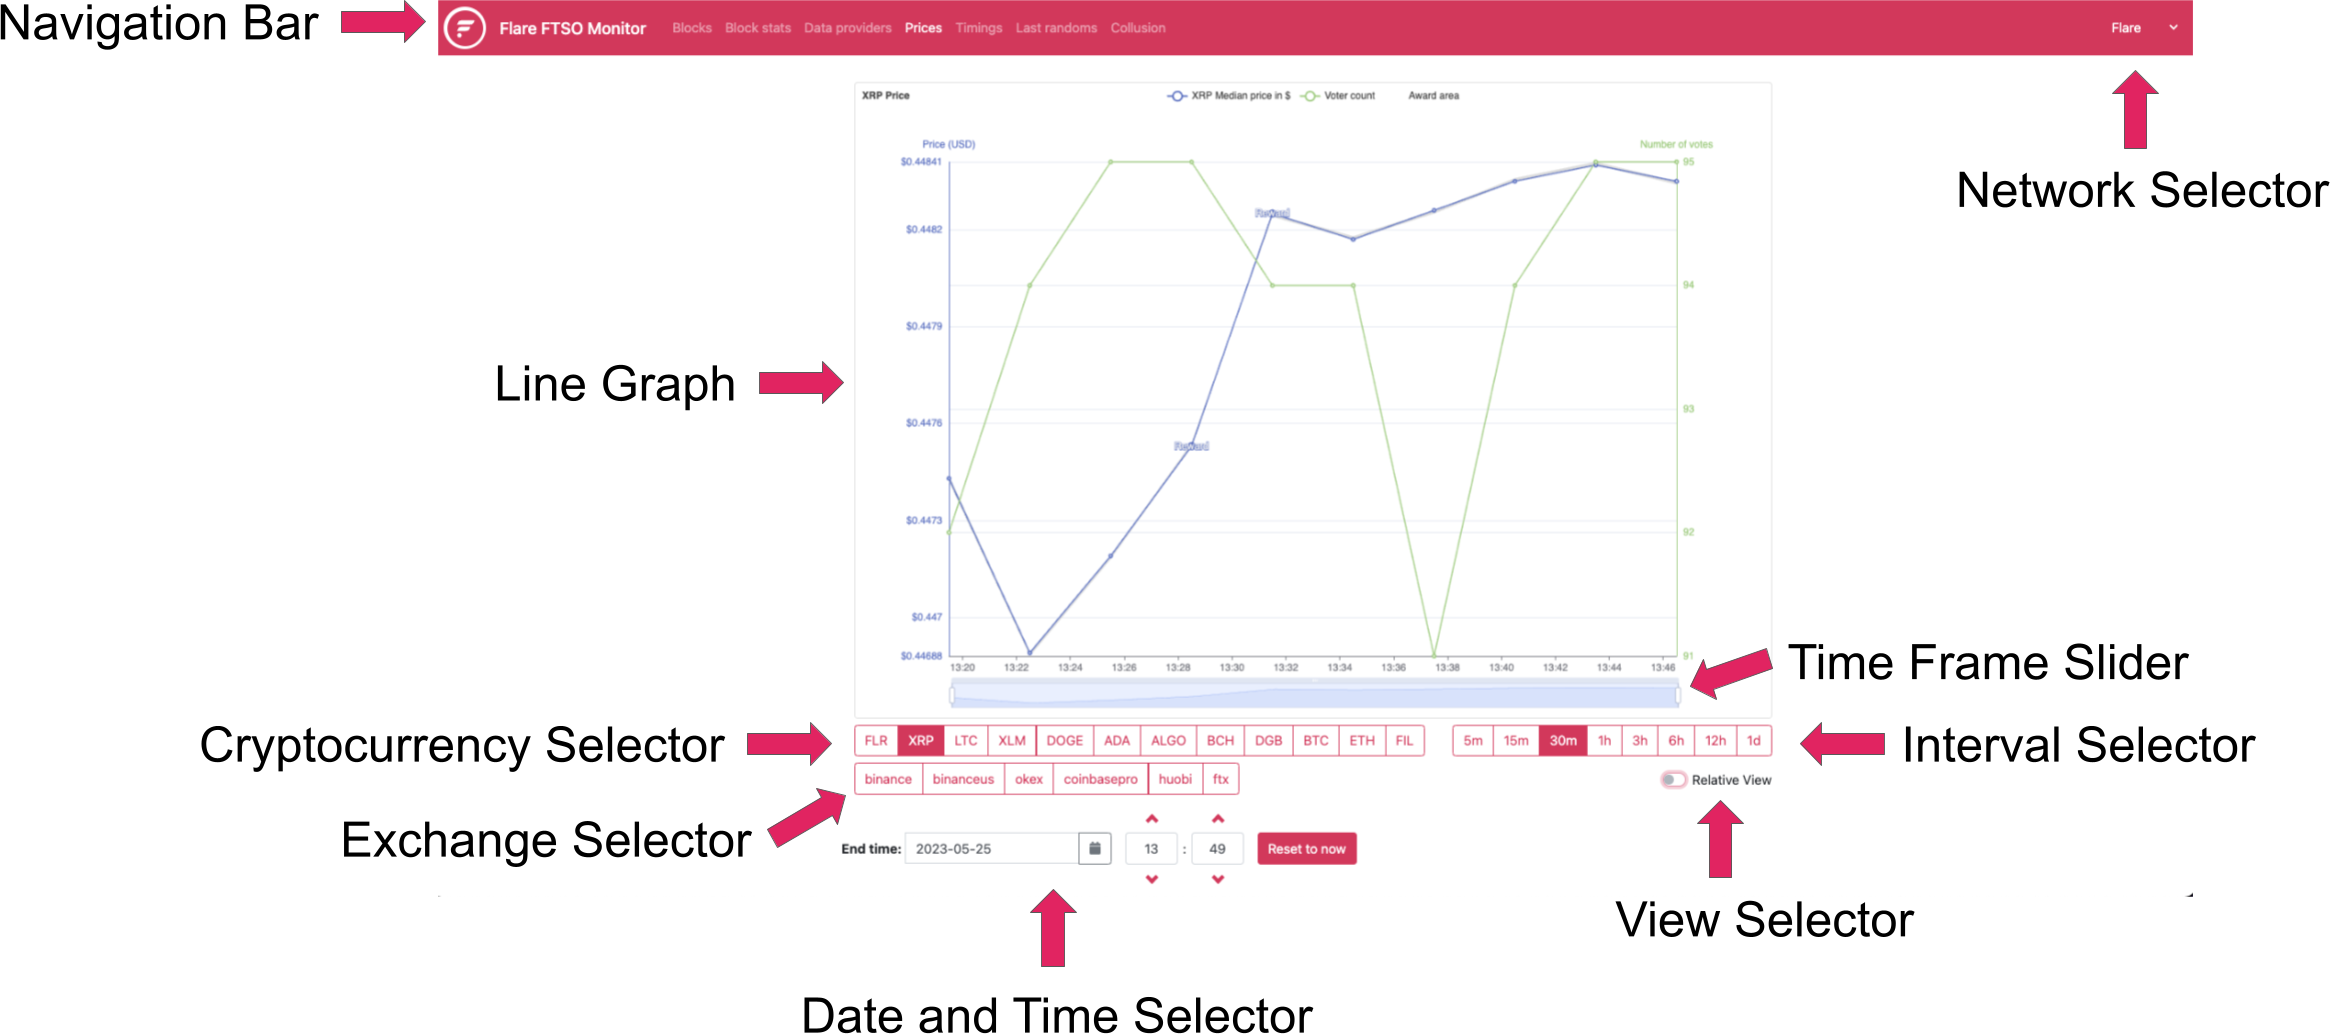 Navigation Bar
Flare FTSO Monitor Blocks Block stats Data providers Prices Timings Last randoms Collusion Flare
Network Selector
XRP Price XRP Median price in $ Voter count Award area
Price (USD) Number of votes
$0.44841 95
Reward
$0.4482
94
$0.4479
Line Graph
93
$0.4476
Reward
$0.4473
92
$0.447
$0.44688 91
13:20 13:22 13:24 13:26 13:28 13:30 13:32 13:34 13:36 13:38 13:40 13:42 13:44 13:46
Time Frame Slider
Cryptocurrency Selector
FLR XRP LTC XLM DOGE ADA ALGO BCH DGB BTC ETH FIL 5m 15m 30m 1h 3h 6h 12h 1d
Interval Selector
binance binanceus okex coinbasepro huobi ftx Relative View
Exchange Selector
End time: 2023-05-25 13 : 49 Reset to now
View Selector
Date and Time Selector